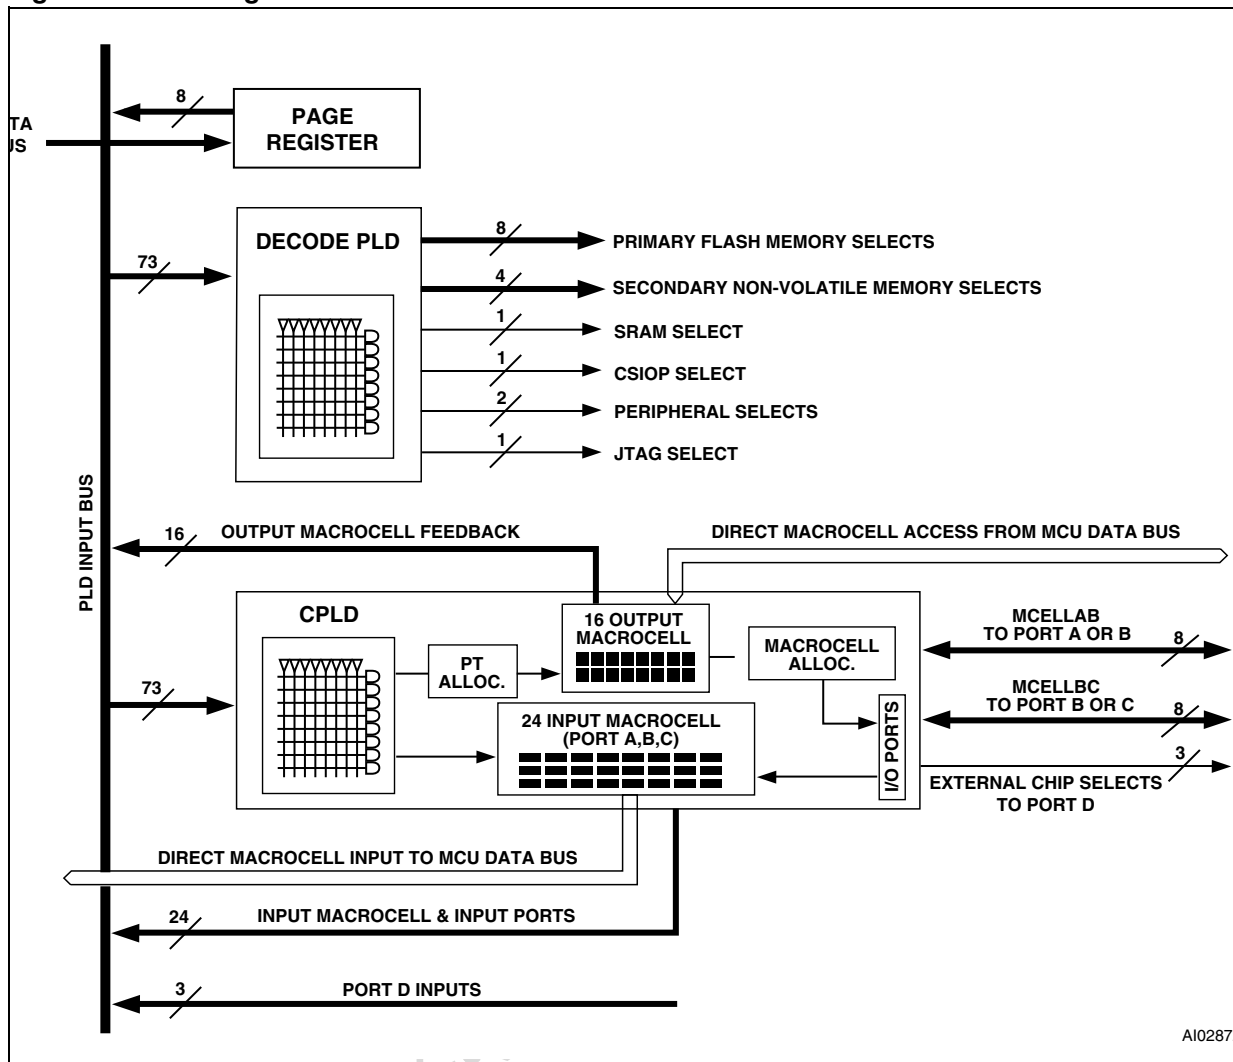 8
PAGE
REGISTER
8
DECODE PLD
PRIMARY FLASH MEMORY SELECTS
73
4
SECONDARY NON-VOLATILE MEMORY SELECTS
1
SRAM SELECT
1
CSIOP SELECT
2
PERIPHERAL SELECTS
1
JTAG SELECT
PLD INPUT BUS
16
OUTPUT MACROCELL FEEDBACK
DIRECT MACROCELL ACCESS FROM MCU DATA BUS
CPLD
16 OUTPUT
MACROCELL
MACROCELL
ALLOC.
MCELLAB
TO PORT A OR B
8
PT
ALLOC.
73
MCELLBC
TO PORT B OR C
8
24 INPUT MACROCELL
(PORT A,B,C)
I/O PORTS
3
EXTERNAL CHIP SELECTS
TO PORT D
DIRECT MACROCELL INPUT TO MCU DATA BUS
24
INPUT MACROCELL & INPUT PORTS
3
PORT D INPUTS